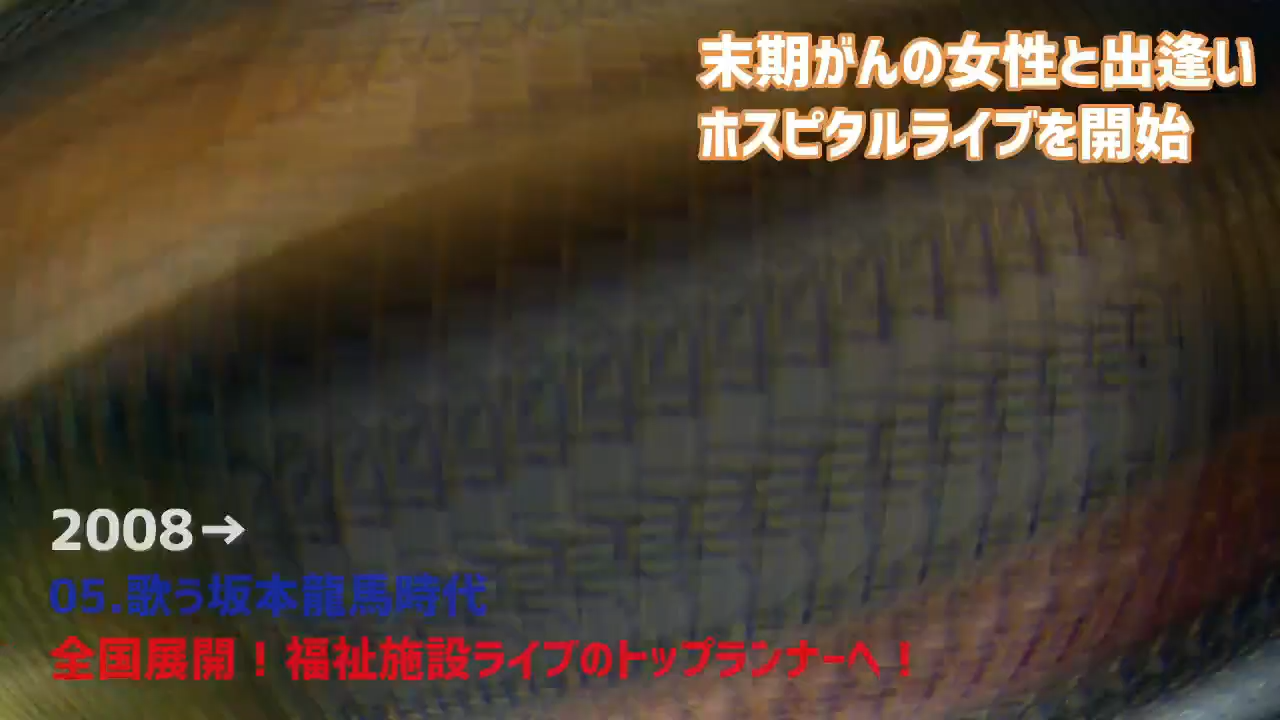 末期がんの女性と出逢い
ホスピタルライブを開始
2008→
05.歌う坂本龍馬時代
全国展開！福祉施設ライブのトップランナーへ！